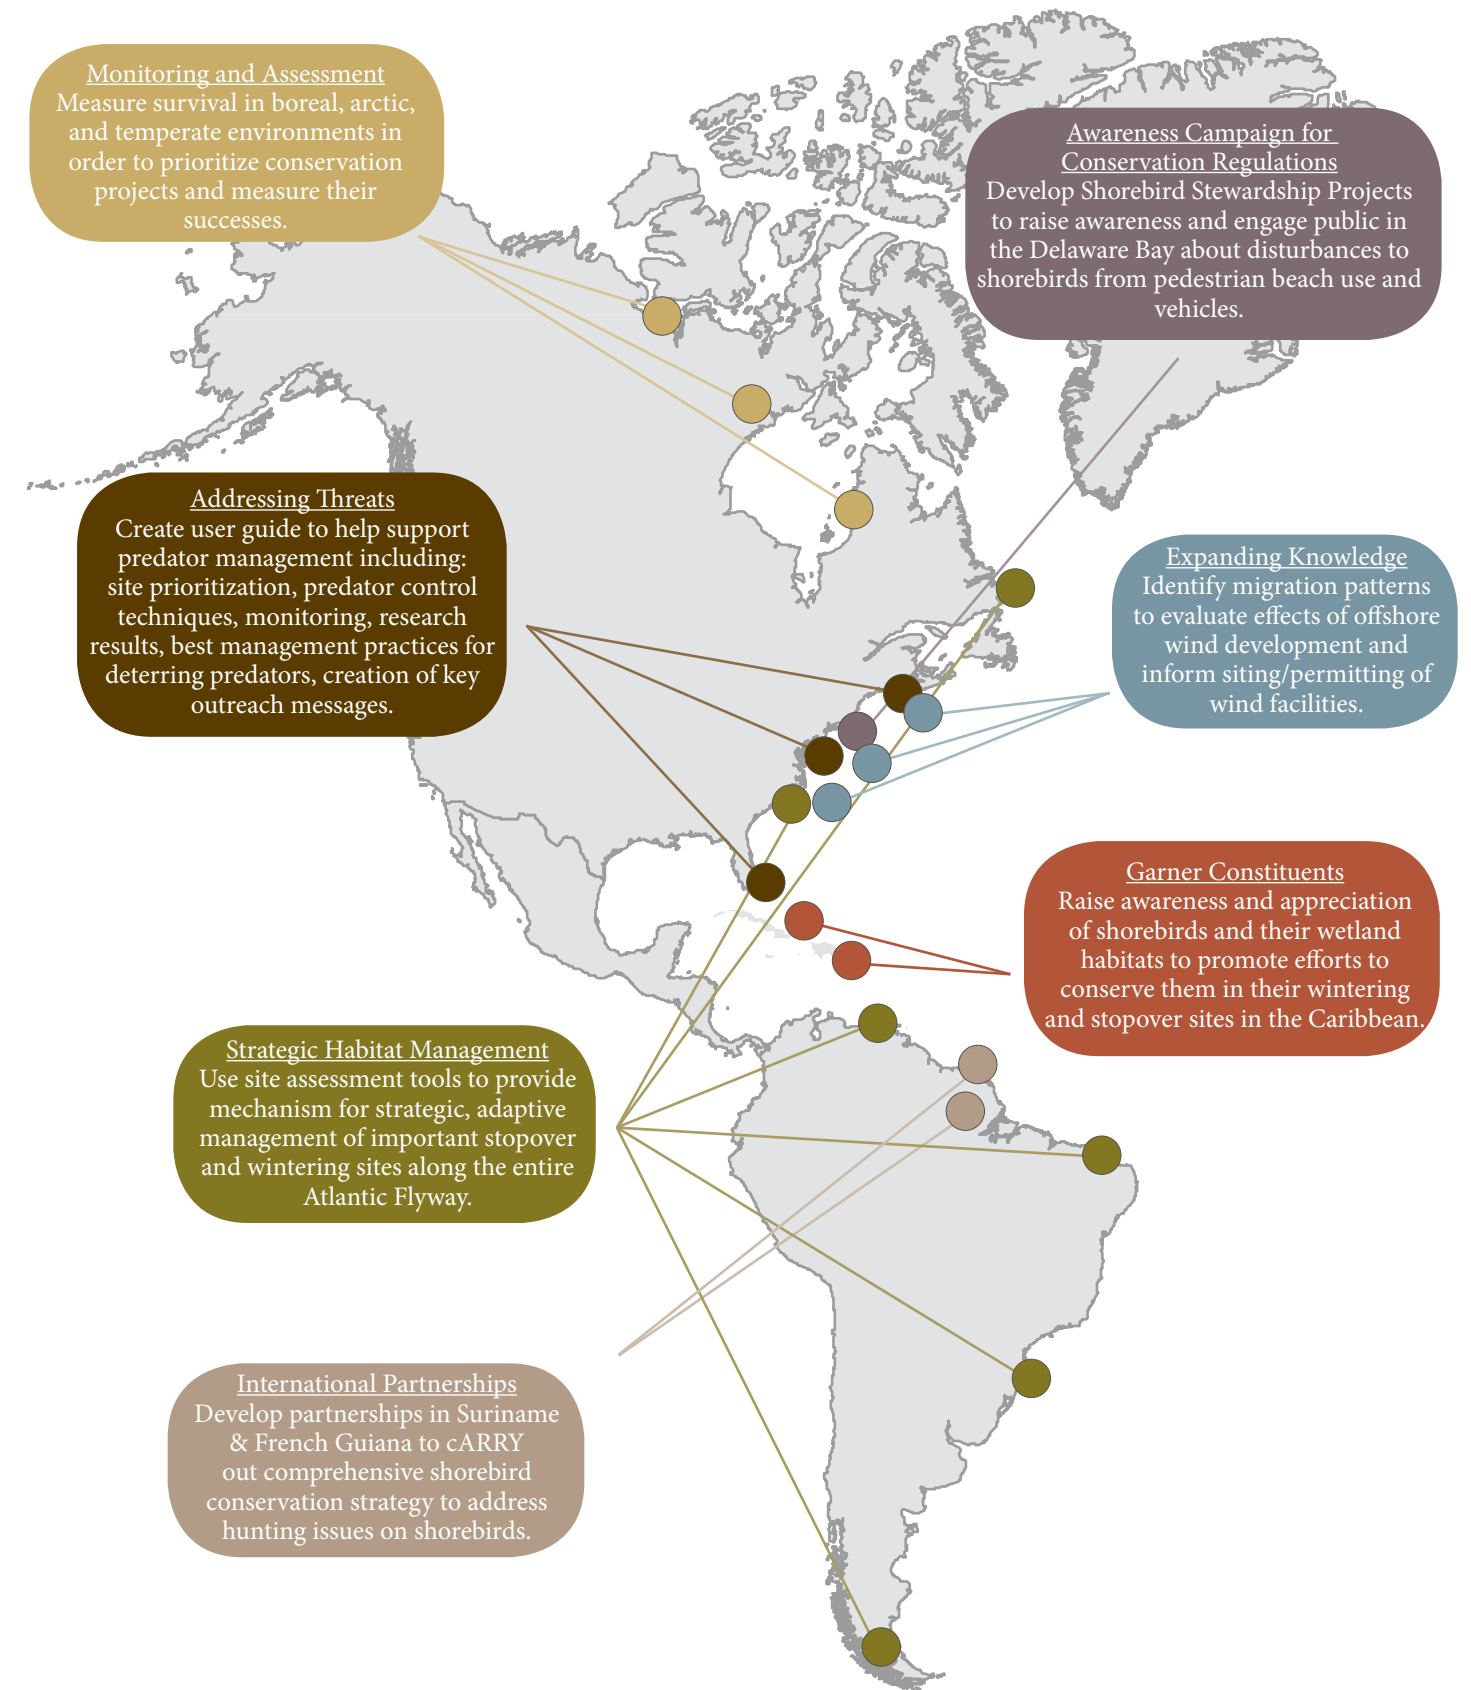 Monitoring and Assessment
Measure survival in boreal, arctic,
and temperate environments in
order to prioritize conservation
projects and measure their
successes.
Awareness Campaign for
Conservation Regulations
Develop Shorebird Stewardship Projects
to raise awareness and engage public in
the Delaware Bay about disturbances to
shorebirds from pedestrian beach use and
vehicles.
Addressing Threats
Create user guide to help support
predator management including:
site prioritization, predator control
techniques, monitoring, research
results, best management practices for
deterring predators, creation of key
outreach messages.
Expanding Knowledge
Identify migration patterns
to evaluate effects of offshore
wind development and
inform siting/permitting of
wind facilities.
Garner Constituents
Raise awareness and appreciation
of shorebirds and their wetland
habitats to promote efforts to
conserve them in their wintering
and stopover sites in the Caribbean.
Strategic Habitat Management
Use site assessment tools to provide
mechanism for strategic, adaptive
management of important stopover
and wintering sites along the entire
Atlantic Flyway.
International Partnerships
Develop partnerships in Suriname
& French Guiana to cARRY
out comprehensive shorebird
conservation strategy to address
hunting issues on shorebirds.